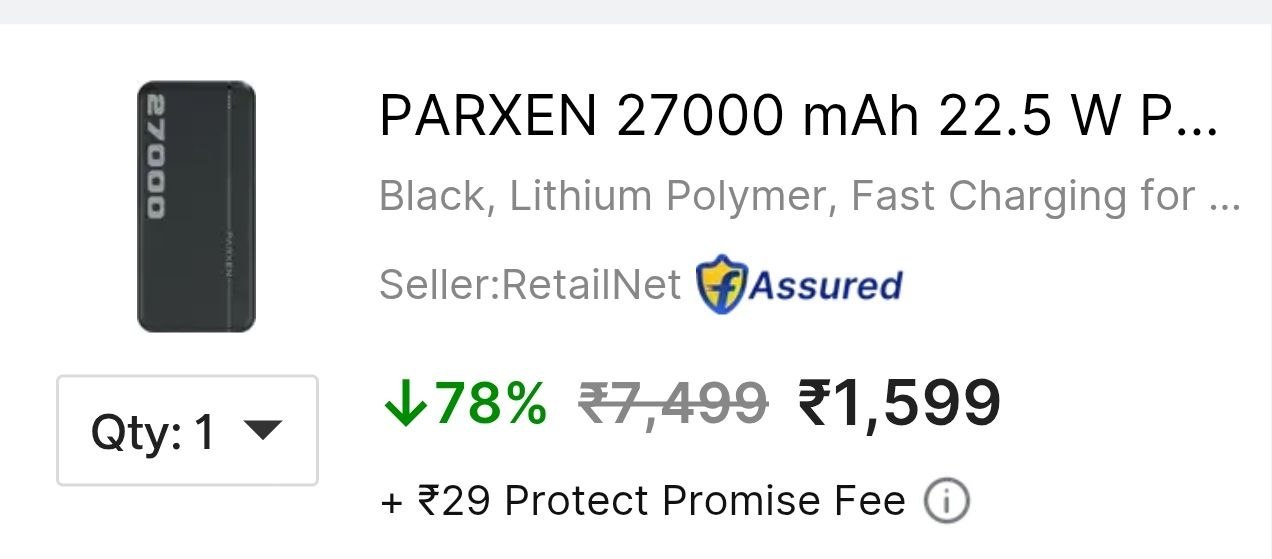 27000
PARXEN
PARXEN 27000 mAh 22.5 W P...
Black, Lithium Polymer, Fast Charging for ...
Seller:RetailNet f Assured
↓78% ₹7,499 ₹1,599
Qty: 1
+ ₹29 Protect Promise Fee i